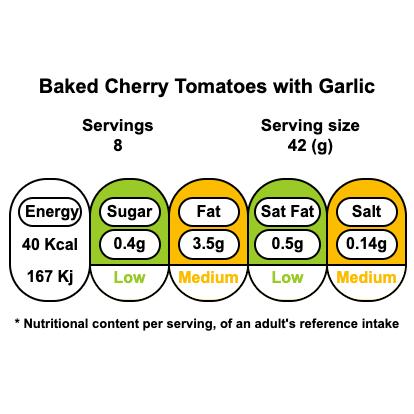 Baked Cherry Tomatoes with Garlic
Servings Serving size
8 42 (g)
Energy Sugar Fat Sat Fat Salt
40 Kcal 0.4g 3.5g 0.5g 0.14g
167 Kj Low Medium Low Medium
* Nutritional content per serving, of an adult's reference intake